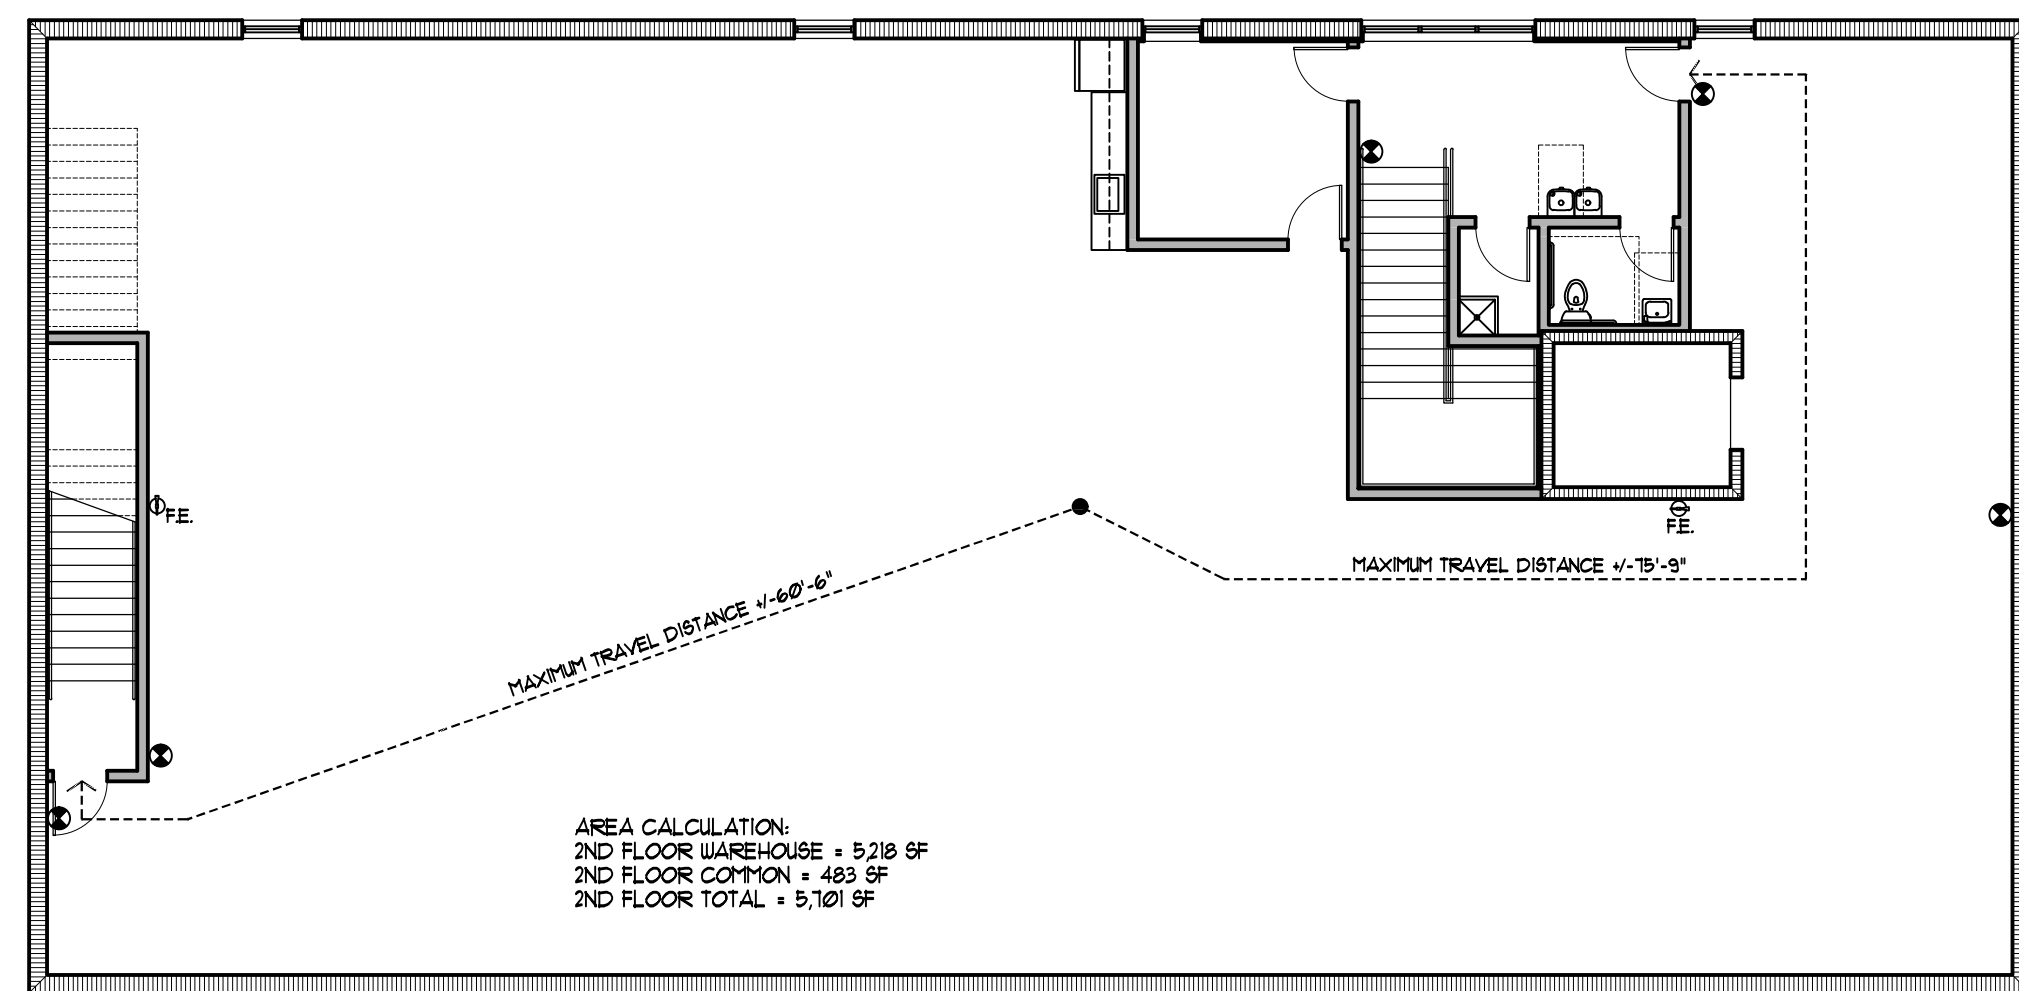 F.E.
F.E.
MAXIMUM TRAVEL DISTANCE +/-75'-9"
MAXIMUM TRAVEL DISTANCE +/-60'-6"
AREA CALCULATION:
2ND FLOOR WAREHOUSE = 5,218 SF
2ND FLOOR COMMON = 483 SF
2ND FLOOR TOTAL = 5,701 SF